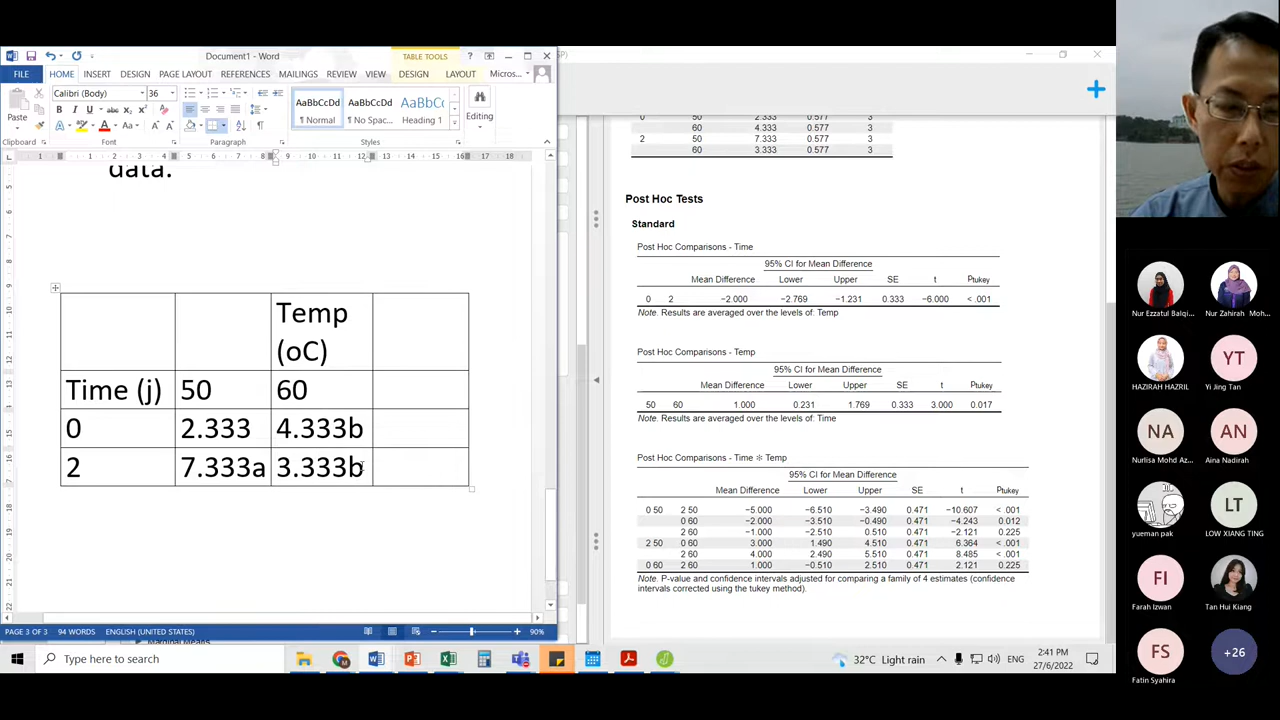 Document1 - Word
TABLE TOOLS
FILE HOME INSERT DESIGN PAGE LAYOUT REFERENCES MAILINGS REVIEW VIEW DESIGN LAYOUT Micros...
Calibri (Body) 36
Paste
AaBbCcDd AaBbCcDd AaBbCc
¶ Normal ¶ No Spac... Heading 1
Editing
Clipboard Font Paragraph Styles
data.
Temp
(oC)
Time (j) 50 60
0 2.333 4.333b
2 7.333a 3.333b
PAGE 3 OF 3 94 WORDS ENGLISH (UNITED STATES) 90%
0 50 2.333 0.577 3
60 4.333 0.577 3
2 50 7.333 0.577 3
60 3.333 0.577 3
Post Hoc Tests
Standard
Post Hoc Comparisons - Time
95% CI for Mean Difference
Mean Difference Lower Upper SE t Ptukey
0 2 −2.000 −2.769 −1.231 0.333 −6.000 < .001
Note. Results are averaged over the levels of: Temp
Post Hoc Comparisons - Temp
95% CI for Mean Difference
Mean Difference Lower Upper SE t Ptukey
50 60 1.000 0.231 1.769 0.333 3.000 0.017
Note. Results are averaged over the levels of: Time
Post Hoc Comparisons - Time ✻ Temp
95% CI for Mean Difference
Mean Difference Lower Upper SE t Ptukey
0 50 2 50 −5.000 −6.510 −3.490 0.471 −10.607 < .001
0 60 −2.000 −3.510 −0.490 0.471 −4.243 0.012
2 60 −1.000 −2.510 0.510 0.471 −2.121 0.225
2 50 0 60 3.000 1.490 4.510 0.471 6.364 < .001
2 60 4.000 2.490 5.510 0.471 8.485 < .001
0 60 2 60 1.000 −0.510 2.510 0.471 2.121 0.225
Note. P-value and confidence intervals adjusted for comparing a family of 4 estimates (confidence
intervals corrected using the tukey method).
Type here to search
32°C Light rain ENG
2:41 PM
27/6/2022
Nur Ezzatul Balqi... Nur Zahirah Moh...
YT
HAZIRAH HAZRIL Yi Jing Tan
NA AN
Nurlisa Mohd Az... Aina Nadirah
LT
yueman pak LOW XIANG TING
FI
Farah Izwan Tan Hui Kiang
FS +26
Fatin Syahira